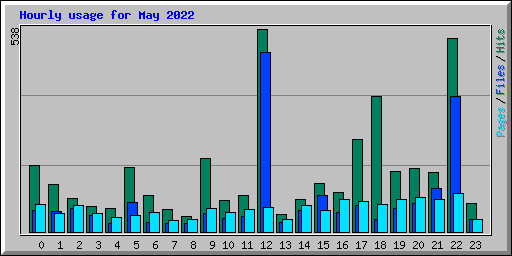 Hourly usage for May 2022
538
Pages / Files / Hits
0 1 2 3 4 5 6 7 8 9 10 11 12 13 14 15 16 17 18 19 20 21 22 23